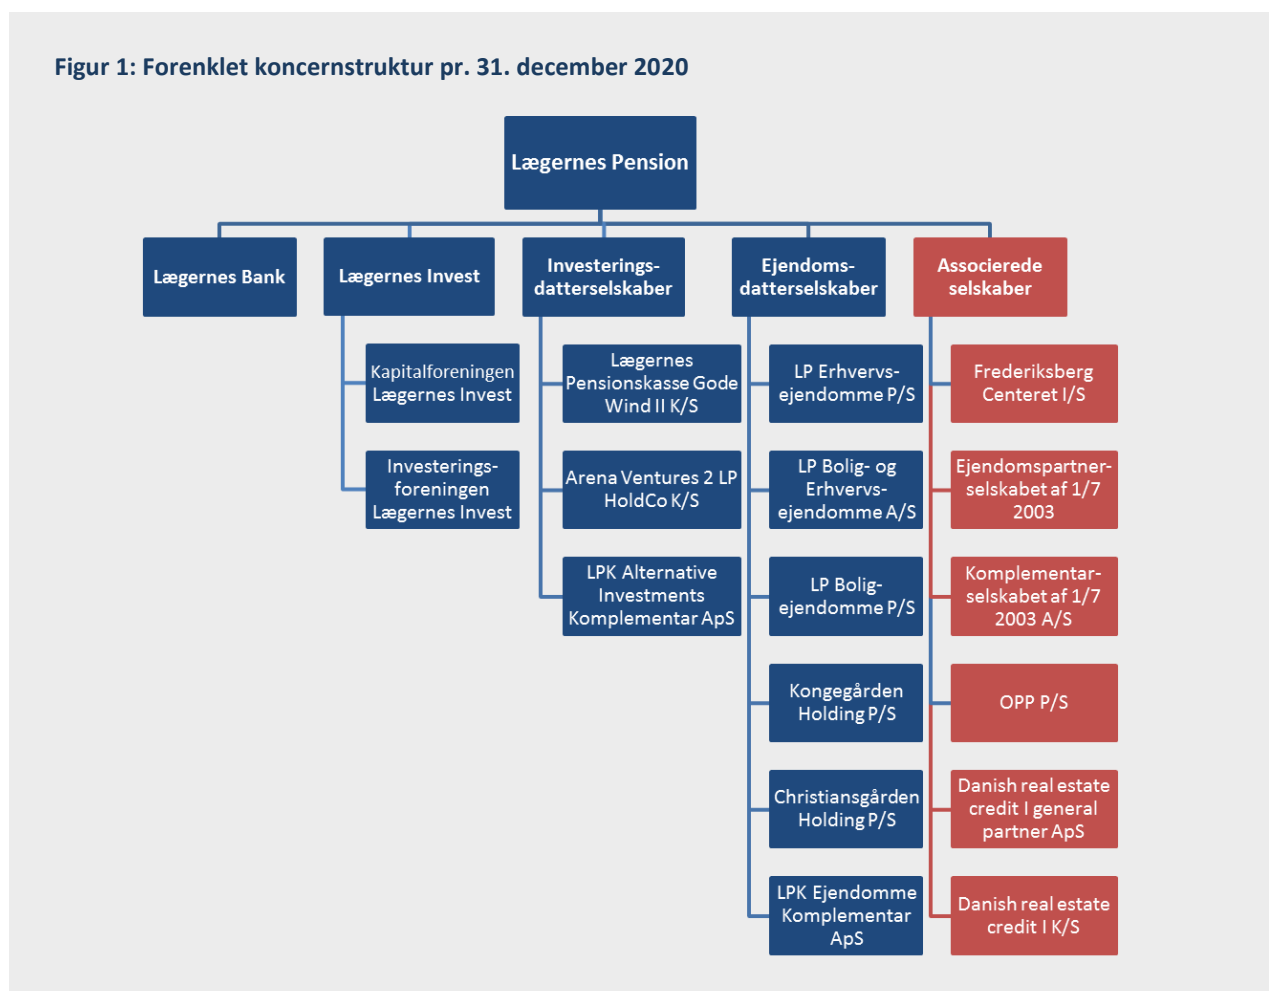 Figur 1: Forenklet koncernstruktur pr. 31. december 2020
Lægernes Pension
Lægernes Bank
Lægernes Invest
Investerings-
datterselskaber
Ejendoms-
datterselskaber
Associerede
selskaber
Kapitalforeningen
Lægernes Invest
Investerings-
foreningen
Lægernes Invest
Lægernes
Pensionskasse Gode
Wind II K/S
Arena Ventures 2 LP
HoldCo K/S
LPK Alternative
Investments
Komplementar ApS
LP Erhvervs-
ejendomme P/S
LP Bolig- og
Erhvervs-
ejendomme A/S
LP Bolig-
ejendomme P/S
Kongegården
Holding P/S
Christiansgården
Holding P/S
LPK Ejendomme
Komplementar
ApS
Frederiksberg
Centeret I/S
Ejendomspartner-
selskabet af 1/7
2003
Komplementar-
selskabet af 1/7
2003 A/S
OPP P/S
Danish real estate
credit I general
partner ApS
Danish real estate
credit I K/S